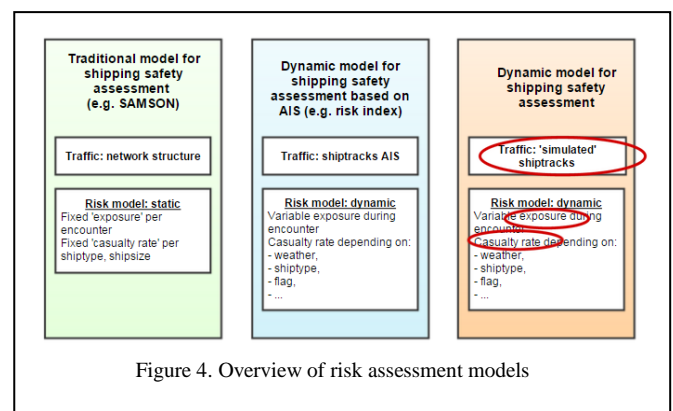 Traditional model for
shipping safety
assessment
(e.g. SAMSON)
Traffic: network structure
Risk model: static
Fixed 'exposure' per
encounter
Fixed 'casualty rate' per
shiptype, shipsize
Dynamic model for
shipping safety
assessment based on
AIS (e.g. risk index)
Traffic: shiptracks AIS
Risk model: dynamic
Variable exposure during
encounter
Casualty rate depending on:
- weather,
- shiptype,
- flag,
- ...
Dynamic model for
shipping safety
assessment
Traffic: 'simulated'
shiptracks
Risk model: dynamic
Variable exposure during
encounter
Casualty rate depending on:
- weather,
- shiptype,
- flag,
- ...
Figure 4. Overview of risk assessment models